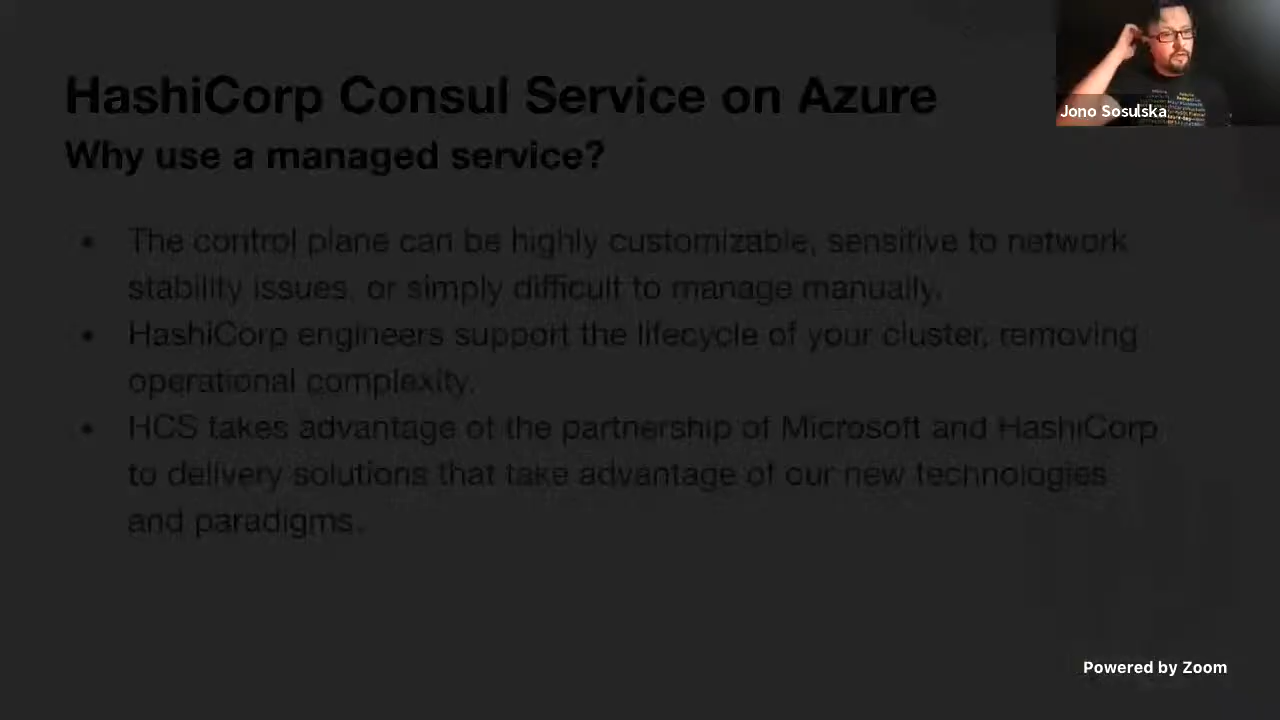 HashiCorp Consul Service on Azure
Jono Sosulska
Why use a managed service?
• The control plane can be highly customizable, sensitive to network
stability issues, or simply difficult to manage manually.
• HashiCorp engineers support the lifecycle of your cluster, removing
operational complexity.
• HCS takes advantage of the partnership of Microsoft and HashiCorp
to delivery solutions that take advantage of our new technologies
and paradigms.
Powered by Zoom